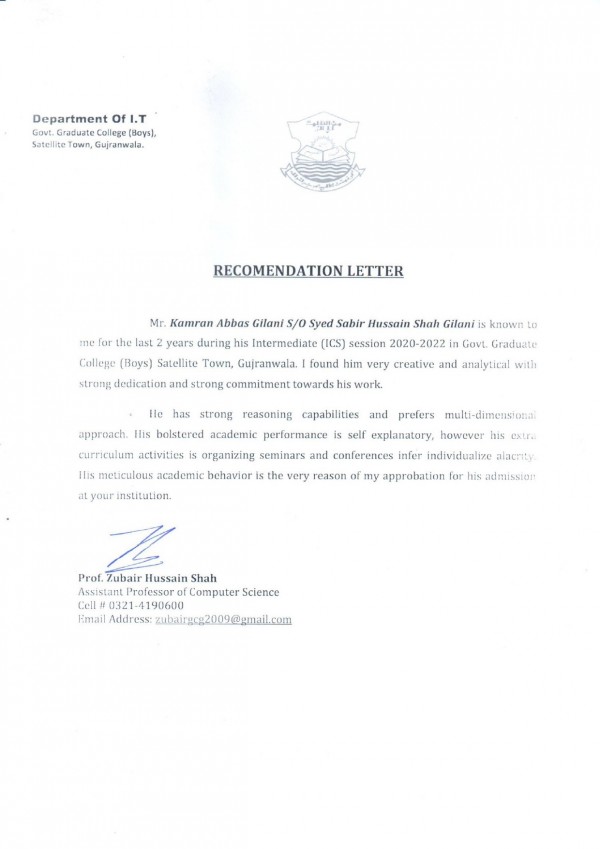 Department Of I.T
Govt. Graduate College (Boys),
Satellite Town, Gujranwala.
RECOMENDATION LETTER
Mr. Kamran Abbas Gilani S/O Syed Sabir Hussain Shah Gilani is known to
me for the last 2 years during his Intermediate (ICS) session 2020-2022 in Govt. Graduate
College (Boys) Satellite Town, Gujranwala. I found him very creative and analytical with
strong dedication and strong commitment towards his work.
He has strong reasoning capabilities and prefers multi-dimensional
approach. His bolstered academic performance is self explanatory, however his extra
curriculum activities is organizing seminars and conferences infer individualize alacrity.
His meticulous academic behavior is the very reason of my approbation for his admission
at your institution.
Prof. Zubair Hussain Shah
Assistant Professor of Computer Science
Cell # 0321-4190600
Email Address: zubairgcg2009@gmail.com